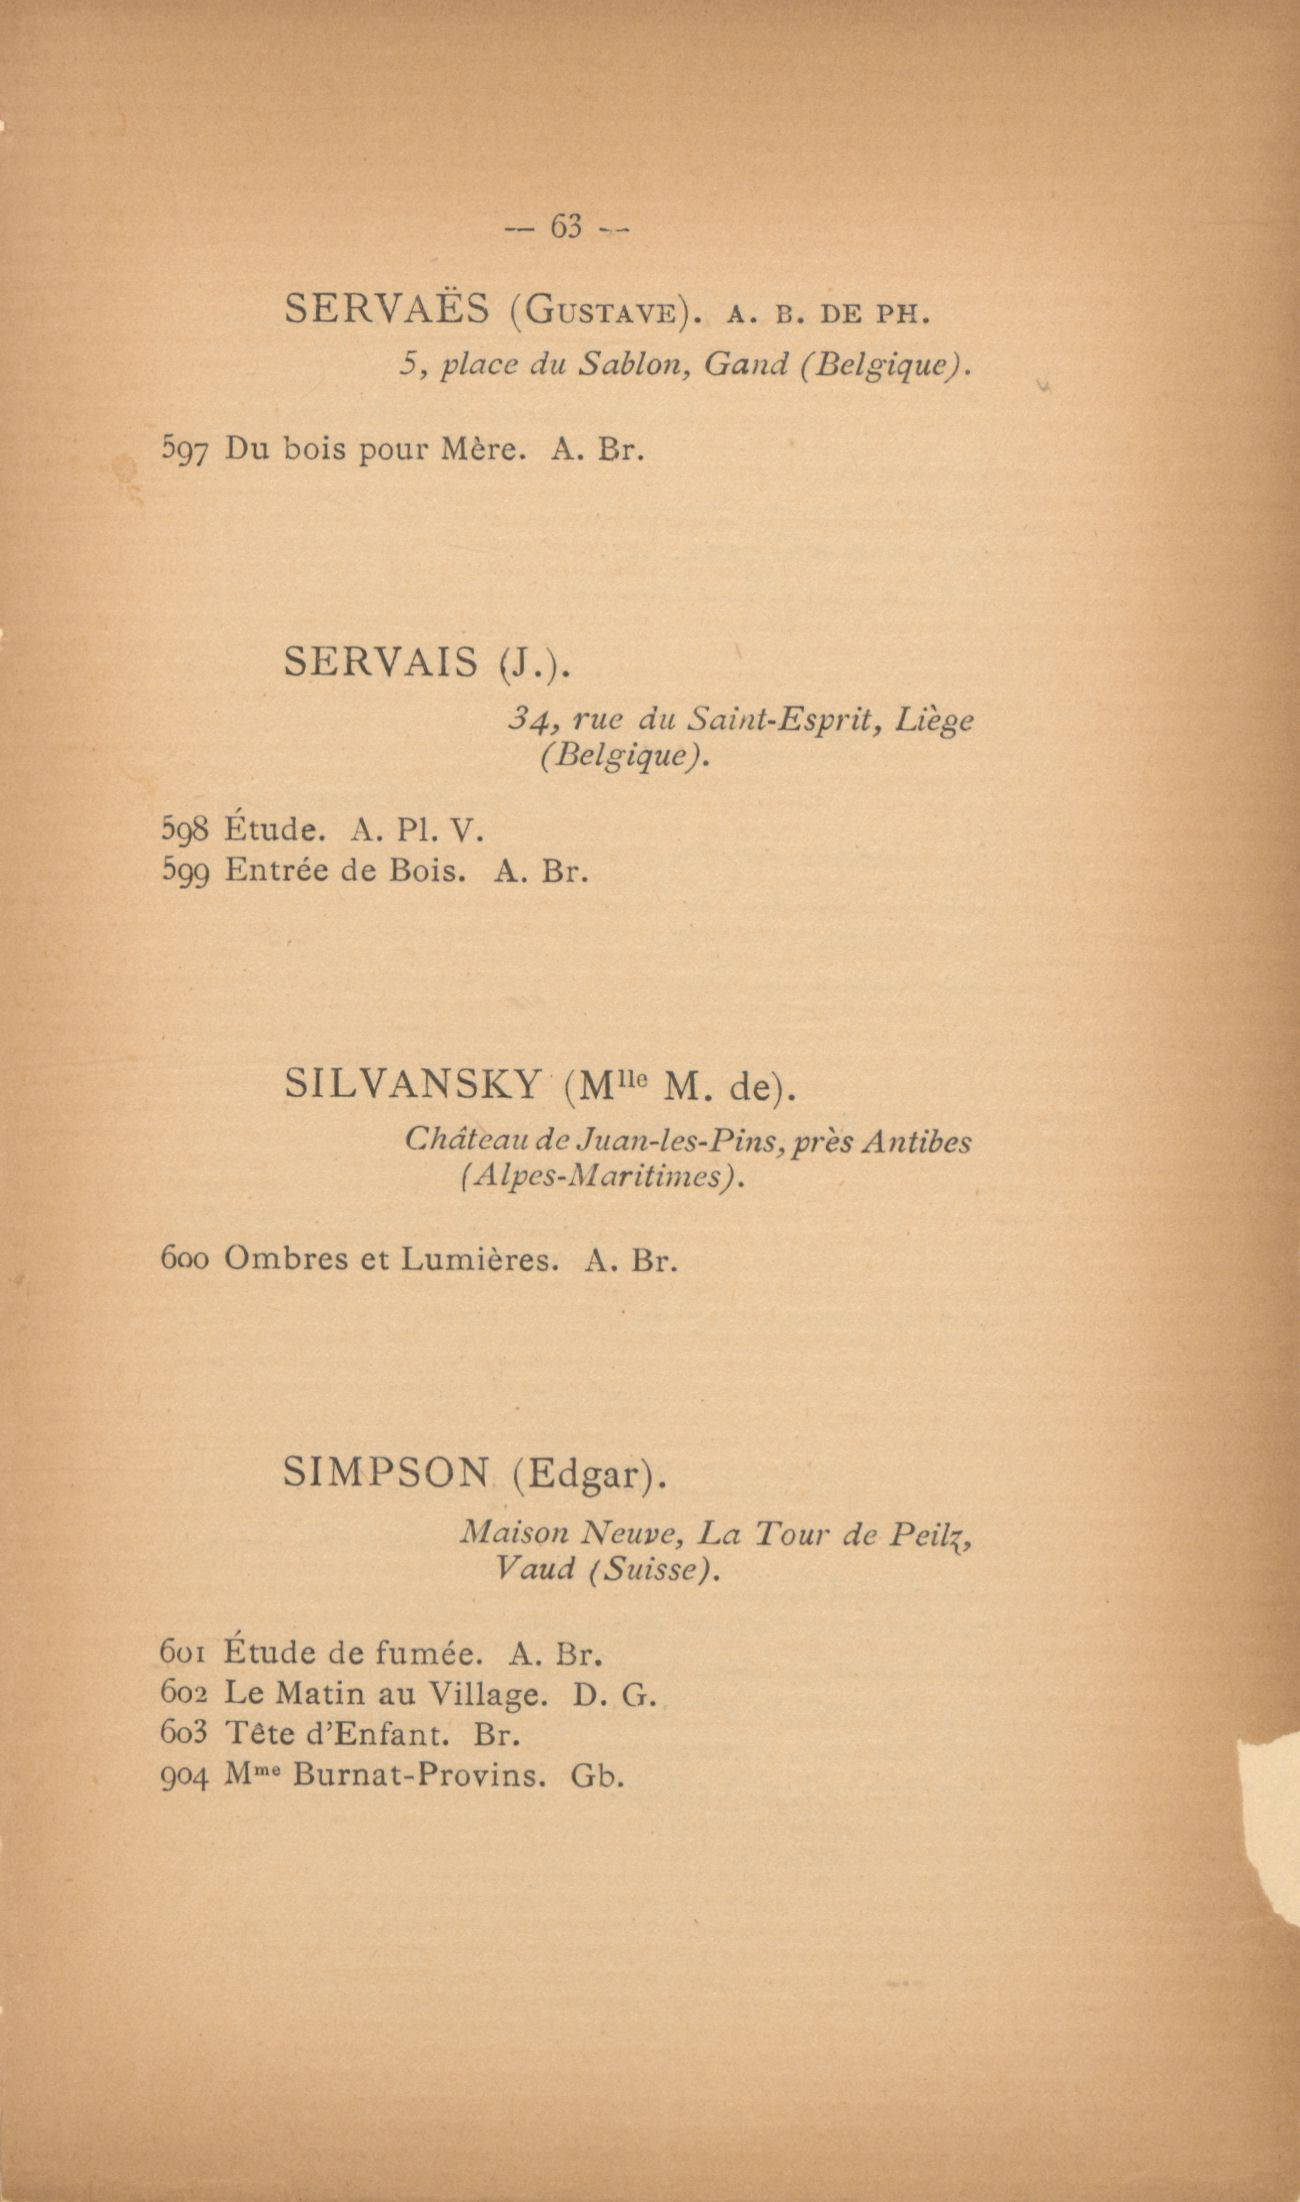 — 63 —
SERVAËS (Gustave). A. B. DE PH.
5, place du Sablon, Gand (Belgique).
597 Du bois pour Mère. A. Br.
SERVAIS (J.).
34, rue du Saint-Esprit, Liège
(Belgique).
598 Étude. A. Pl. V.
599 Entrée de Bois. A. Br.
SILVANSKY (Mlle M. de).
Château de Juan-les-Pins, près Antibes
(Alpes-Maritimes).
600 Ombres et Lumières. A. Br.
SIMPSON (Edgar).
Maison Neuve, La Tour de Peilz,
Vaud (Suisse).
601 Étude de fumée. A. Br.
602 Le Matin au Village. D. G.
603 Tête d'Enfant. Br.
904 Mme Burnat-Provins. Gb.